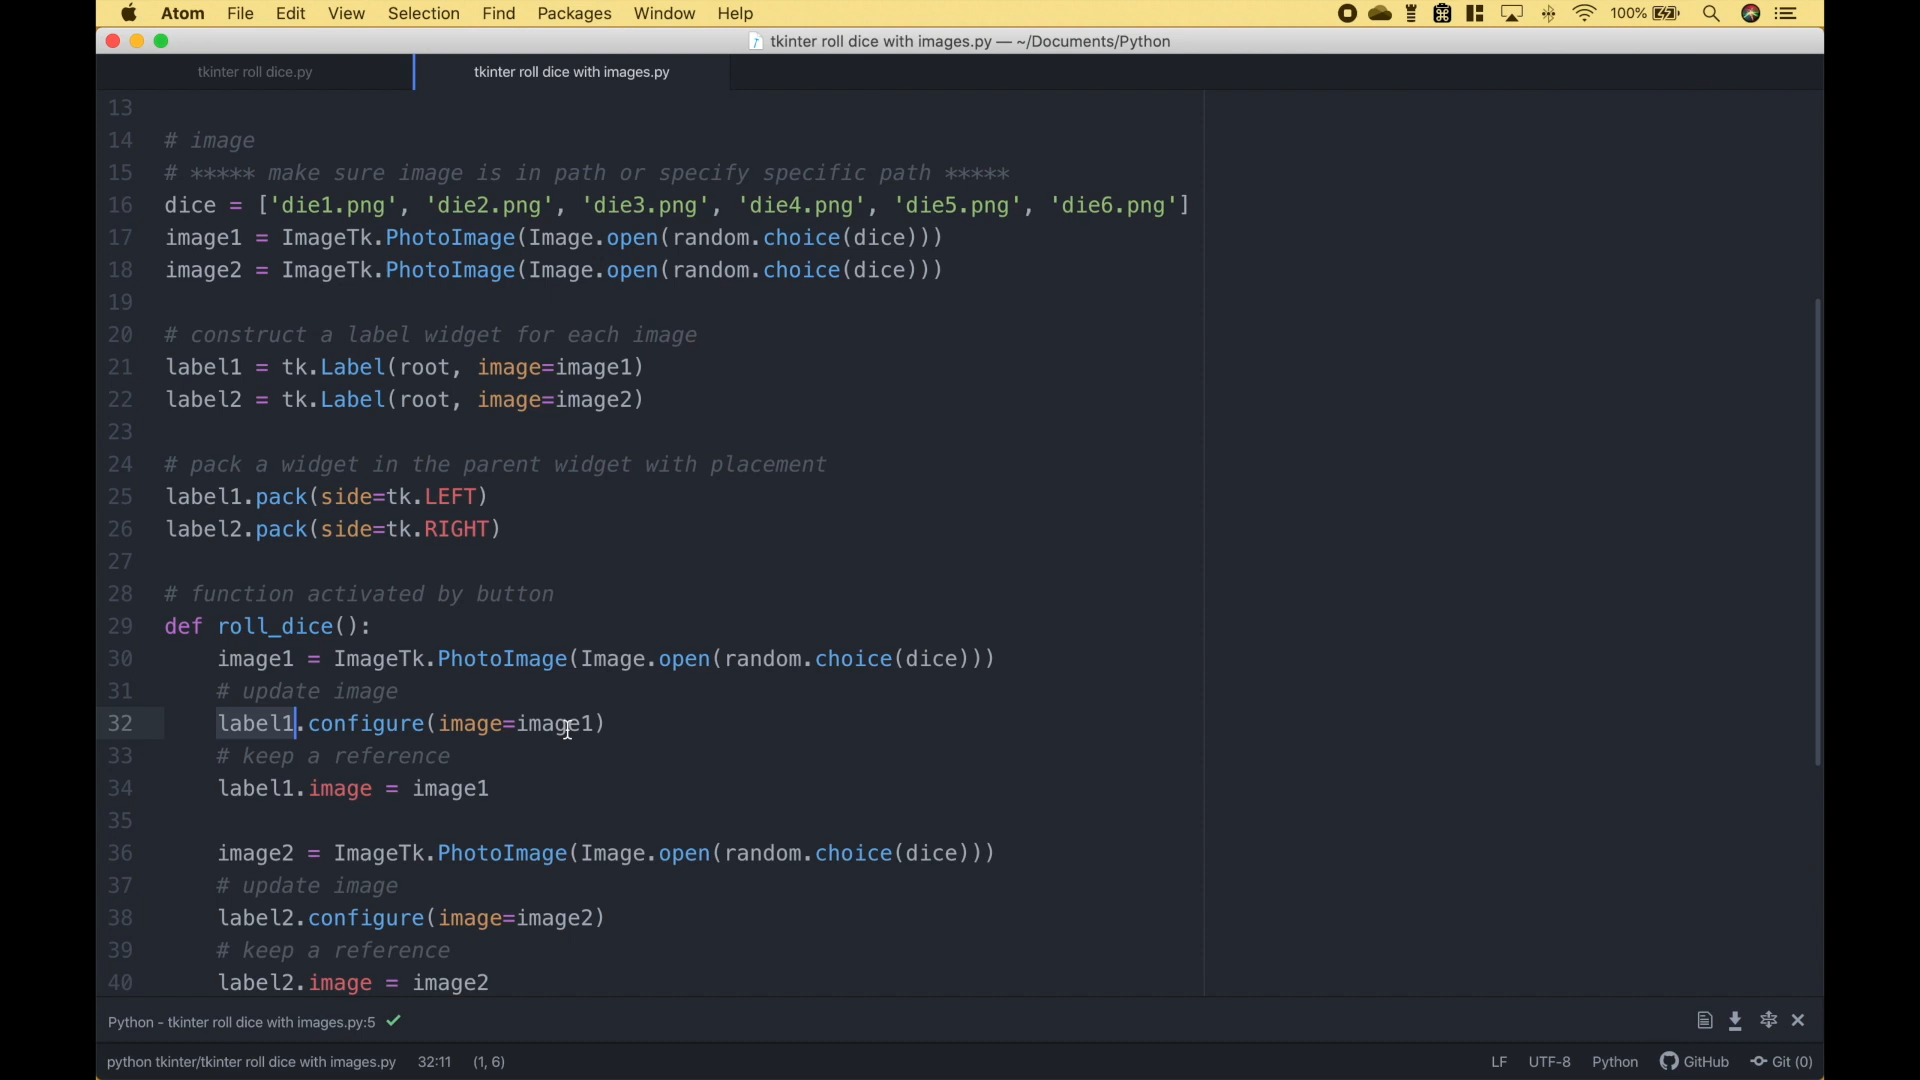 Atom File Edit View Selection Find Packages Window Help 100%
tkinter roll dice with images.py — ~/Documents/Python
tkinter roll dice.py tkinter roll dice with images.py
13
14 # image
15 # ***** make sure image is in path or specify specific path *****
16 dice = ['die1.png', 'die2.png', 'die3.png', 'die4.png', 'die5.png', 'die6.png']
17 image1 = ImageTk.PhotoImage(Image.open(random.choice(dice)))
18 image2 = ImageTk.PhotoImage(Image.open(random.choice(dice)))
19
20 # construct a label widget for each image
21 label1 = tk.Label(root, image=image1)
22 label2 = tk.Label(root, image=image2)
23
24 # pack a widget in the parent widget with placement
25 label1.pack(side=tk.LEFT)
26 label2.pack(side=tk.RIGHT)
27
28 # function activated by button
29 def roll_dice():
30 image1 = ImageTk.PhotoImage(Image.open(random.choice(dice)))
31 # update image
32 label1.configure(image=image1)
33 # keep a reference
34 label1.image = image1
35
36 image2 = ImageTk.PhotoImage(Image.open(random.choice(dice)))
37 # update image
38 label2.configure(image=image2)
39 # keep a reference
40 label2.image = image2
Python - tkinter roll dice with images.py:5
python tkinter/tkinter roll dice with images.py 32:11 (1, 6) LF UTF-8 Python GitHub Git (0)